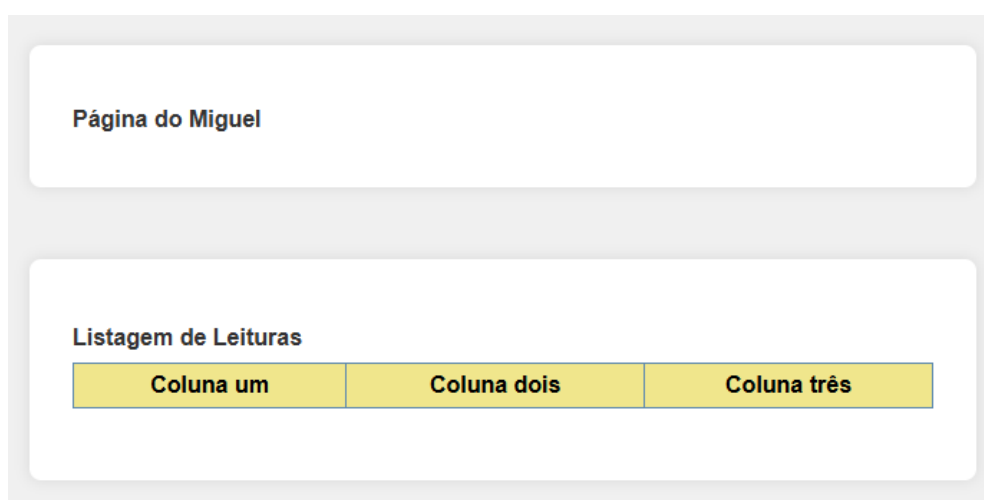 Página do Miguel
Listagem de Leituras
Coluna um Coluna dois Coluna três